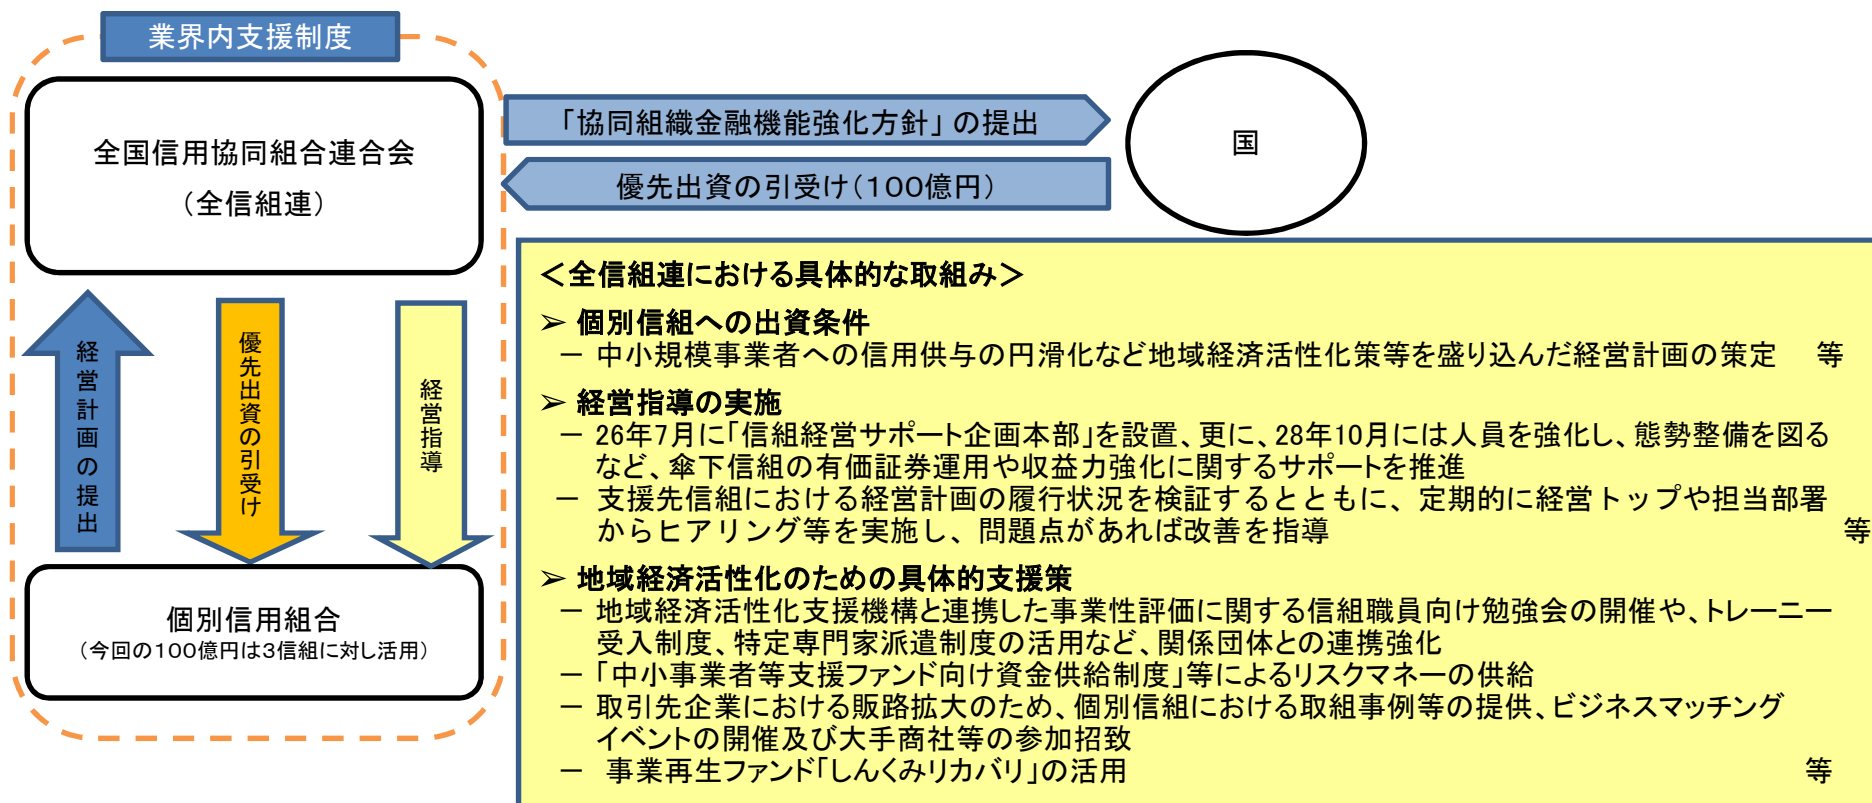 業界内支援制度
全国信用協同組合連合会
(全信組連)
「協同組織金融機能強化方針」の提出
優先出資の引受け(100億円)
国
経営計画の提出
優先出資の引受け
経営指導
個別信用組合
(今回の100億円は3信組に対し活用)
＜全信組連における具体的な取組み＞
➢ 個別信組への出資条件
－ 中小規模事業者への信用供与の円滑化など地域経済活性化策等を盛り込んだ経営計画の策定　等
➢ 経営指導の実施
－ 26年7月に「信組経営サポート企画本部」を設置、更に、28年10月には人員を強化し、態勢整備を図る
など、傘下信組の有価証券運用や収益力強化に関するサポートを推進
－ 支援先信組における経営計画の履行状況を検証するとともに、定期的に経営トップや担当部署
からヒアリング等を実施し、問題点があれば改善を指導　等
➢ 地域経済活性化のための具体的支援策
－ 地域経済活性化支援機構と連携した事業性評価に関する信組職員向け勉強会の開催や、トレーニー
受入制度、特定専門家派遣制度の活用など、関係団体との連携強化
－「中小事業者等支援ファンド向け資金供給制度」等によるリスクマネーの供給
－ 取引先企業における販路拡大のため、個別信組における取組事例等の提供、ビジネスマッチング
イベントの開催及び大手商社等の参加招致
－ 事業再生ファンド「しんくみリカバリ」の活用　等